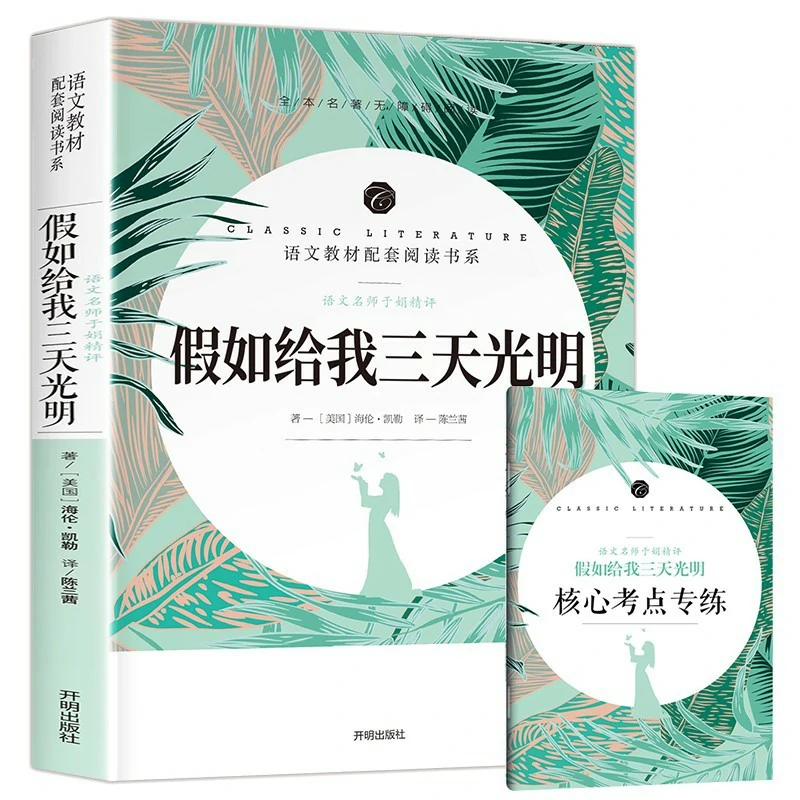 语文教材
配套阅读书系
假如给我三天光明
语文名师于娟精评
著/[美国]海伦·凯勒 译/陈兰茜
开明出版社
全/本/名/著/无/障/碍/阅/读
CLASSIC LITERATURE
语文教材配套阅读书系
语文名师于娟精评
假如给我三天光明
著—[美国]海伦·凯勒 译—陈兰茜
开明出版社
CLASSIC LITERATURE
语文名师于娟精评
假如给我三天光明
核心考点专练